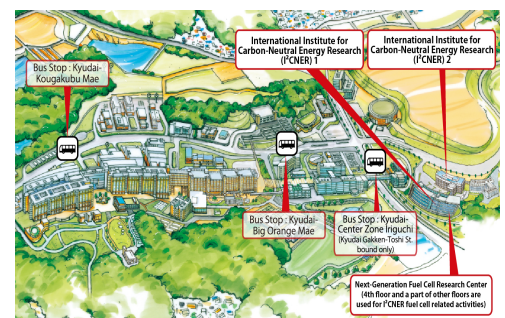 International Institute for
Carbon-Neutral Energy Research
(I²CNER) 1
International Institute for
Carbon-Neutral Energy Research
(I²CNER) 2
Bus Stop : Kyudai-
Kougakubu Mae
Bus Stop : Kyudai-
Big Orange Mae
Bus Stop : Kyudai-
Center Zone Iriguchi
(Kyudai Gakken-Toshi St.
bound only)
Next-Generation Fuel Cell Research Center
(4th floor and a part of other floors are
used for I²CNER fuel cell related activities)